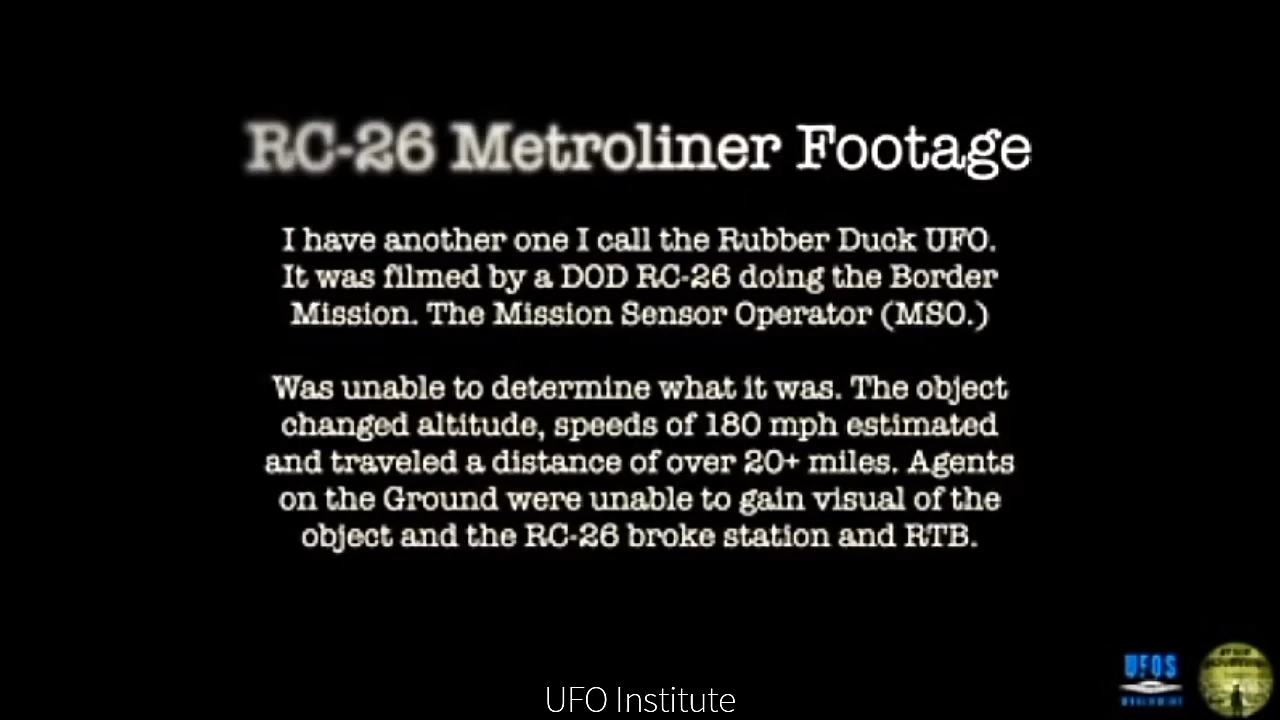 RC-26 Metroliner Footage
I have another one I call the Rubber Duck UFO.
It was filmed by a DOD RC-26 doing the Border
Mission. The Mission Sensor Operator (MSO.)
Was unable to determine what it was. The object
changed altitude, speeds of 180 mph estimated
and traveled a distance of over 20+ miles. Agents
on the Ground were unable to gain visual of the
object and the RC-26 broke station and RTB.
UFOS
UFO Institute